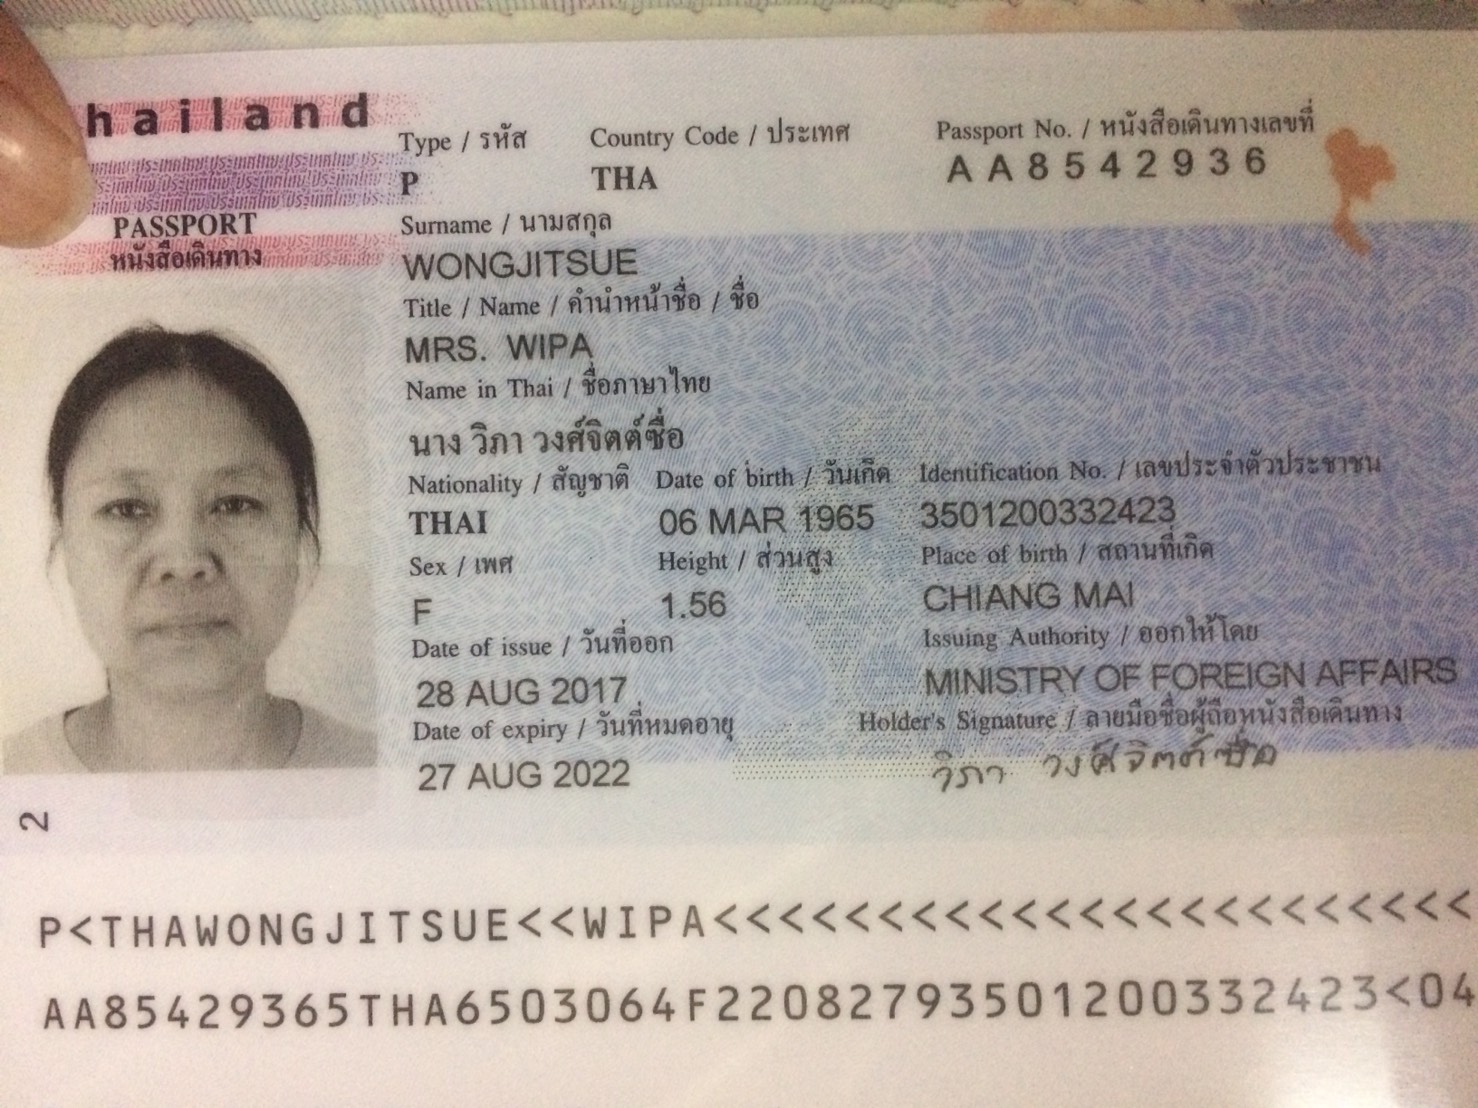 hailand
Type / รหัส Country Code / ประเทศ Passport No. / หนังสือเดินทางเลขที่
P THA AA8542936
PASSPORT
หนังสือเดินทาง
Surname / นามสกุล
WONGJITSUE
Title / Name / คำนำหน้าชื่อ / ชื่อ
MRS. WIPA
Name in Thai / ชื่อภาษาไทย
นาง วิภา วงศ์จิตต์ซื่อ
Nationality / สัญชาติ Date of birth / วันเกิด Identification No. / เลขประจำตัวประชาชน
THAI 06 MAR 1965 3501200332423
Sex / เพศ Height / ส่วนสูง Place of birth / สถานที่เกิด
F 1.56 CHIANG MAI
Date of issue / วันที่ออก Issuing Authority / ออกให้โดย
28 AUG 2017 MINISTRY OF FOREIGN AFFAIRS
Date of expiry / วันที่หมดอายุ Holder's Signature / ลายมือชื่อผู้ถือหนังสือเดินทาง
27 AUG 2022 วิภา วงศ์จิตต์ซื่อ
2
P<THAWONGJITSUE<<WIPA<<<<<<<<<<<<<<<<<<<<<<<
AA85429365THA6503064F22082793501200332423<04